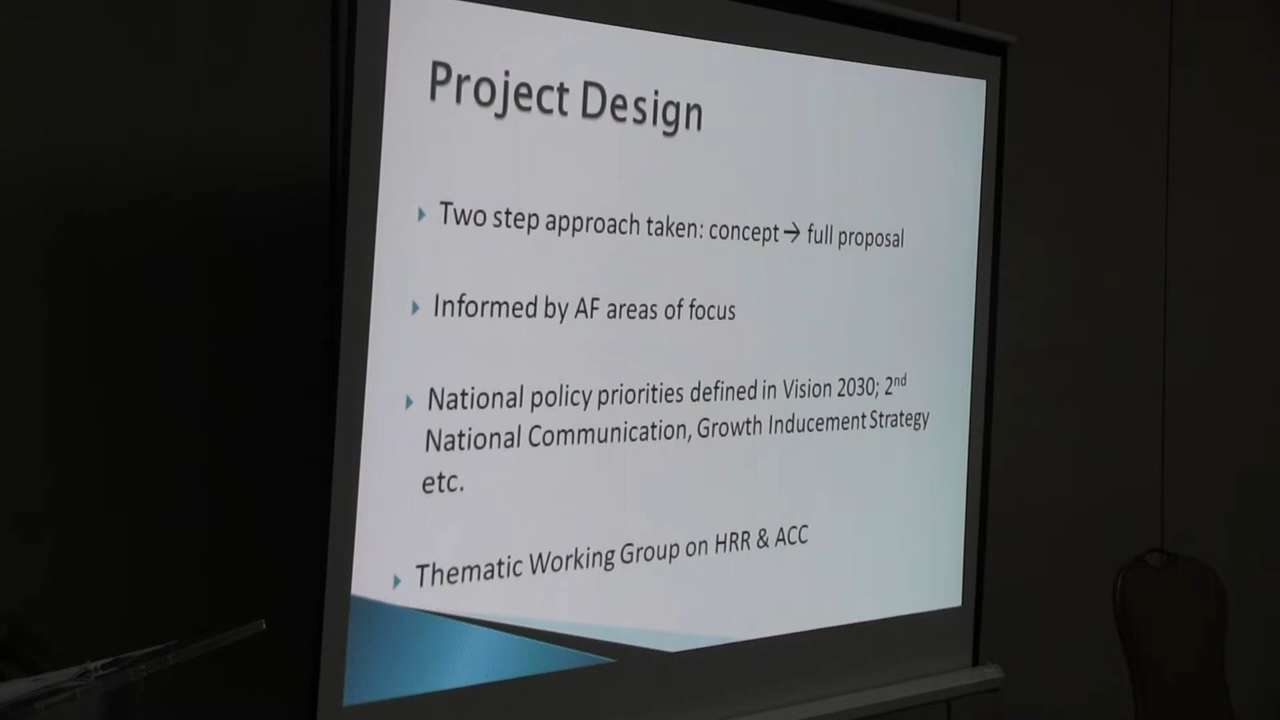 Project Design
Two step approach taken: concept → full proposal
Informed by AF areas of focus
National policy priorities defined in Vision 2030; 2nd
National Communication, Growth Inducement Strategy
etc.
Thematic Working Group on HRR & ACC